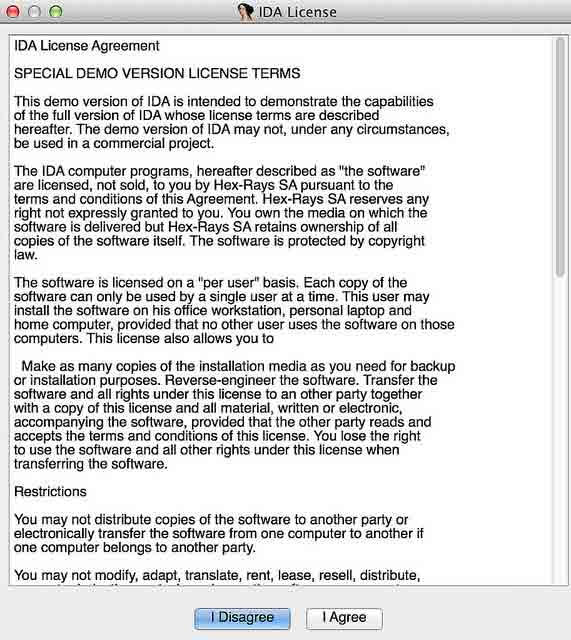 IDA License
IDA License Agreement
SPECIAL DEMO VERSION LICENSE TERMS
This demo version of IDA is intended to demonstrate the capabilities
of the full version of IDA whose license terms are described
hereafter. The demo version of IDA may not, under any circumstances,
be used in a commercial project.
The IDA computer programs, hereafter described as "the software"
are licensed, not sold, to you by Hex-Rays SA pursuant to the
terms and conditions of this Agreement. Hex-Rays SA reserves any
right not expressly granted to you. You own the media on which the
software is delivered but Hex-Rays SA retains ownership of all
copies of the software itself. The software is protected by copyright
law.
The software is licensed on a "per user" basis. Each copy of the
software can only be used by a single user at a time. This user may
install the software on his office workstation, personal laptop and
home computer, provided that no other user uses the software on those
computers. This license also allows you to
Make as many copies of the installation media as you need for backup
or installation purposes. Reverse-engineer the software. Transfer the
software and all rights under this license to an other party together
with a copy of this license and all material, written or electronic,
accompanying the software, provided that the other party reads and
accepts the terms and conditions of this license. You lose the right
to use the software and all other rights under this license when
transferring the software.
Restrictions
You may not distribute copies of the software to another party or
electronically transfer the software from one computer to another if
one computer belongs to another party.
You may not modify, adapt, translate, rent, lease, resell, distribute,
I Disagree
I Agree